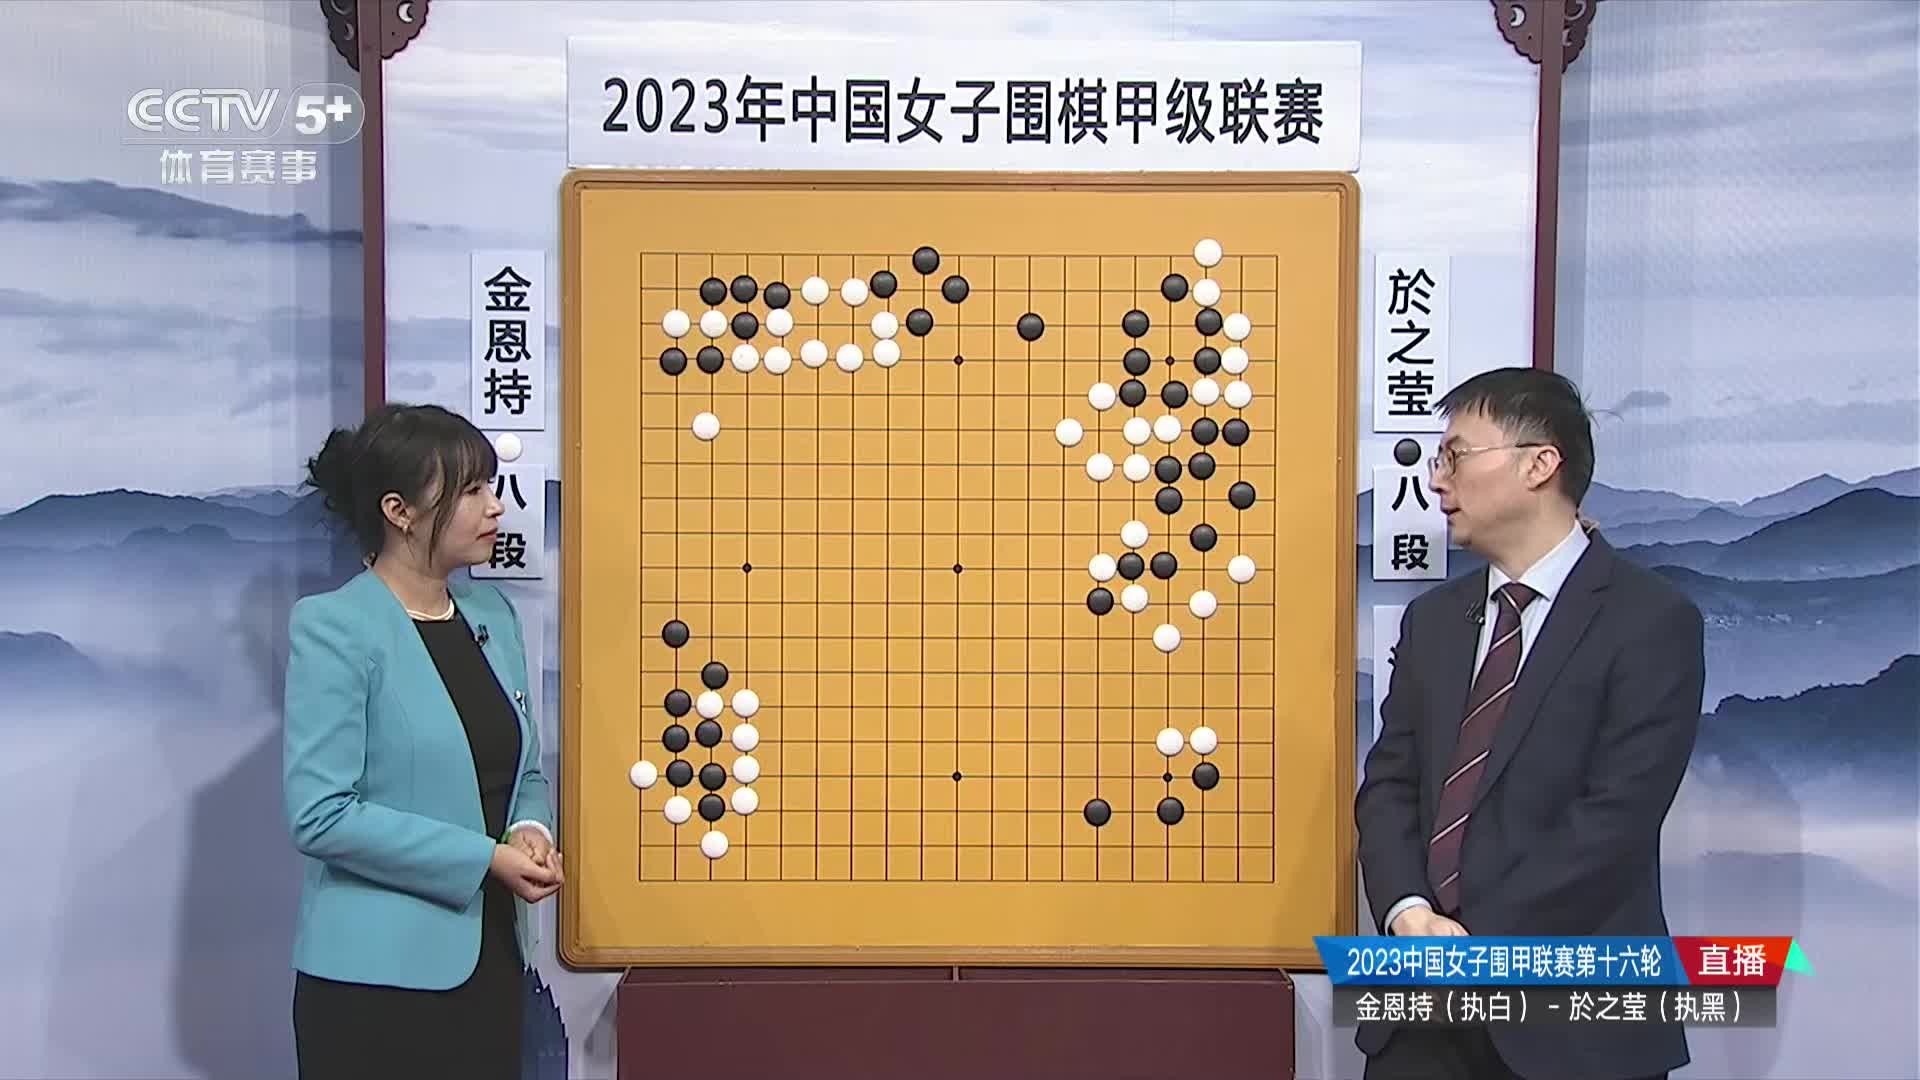 2023年中国女子围棋甲级联赛
CCTV 5+
体育赛事
金恩持
八段
於之莹
八段
2023中国女子围甲联赛第十六轮
直播
金恩持（执白）-於之莹（执黑）